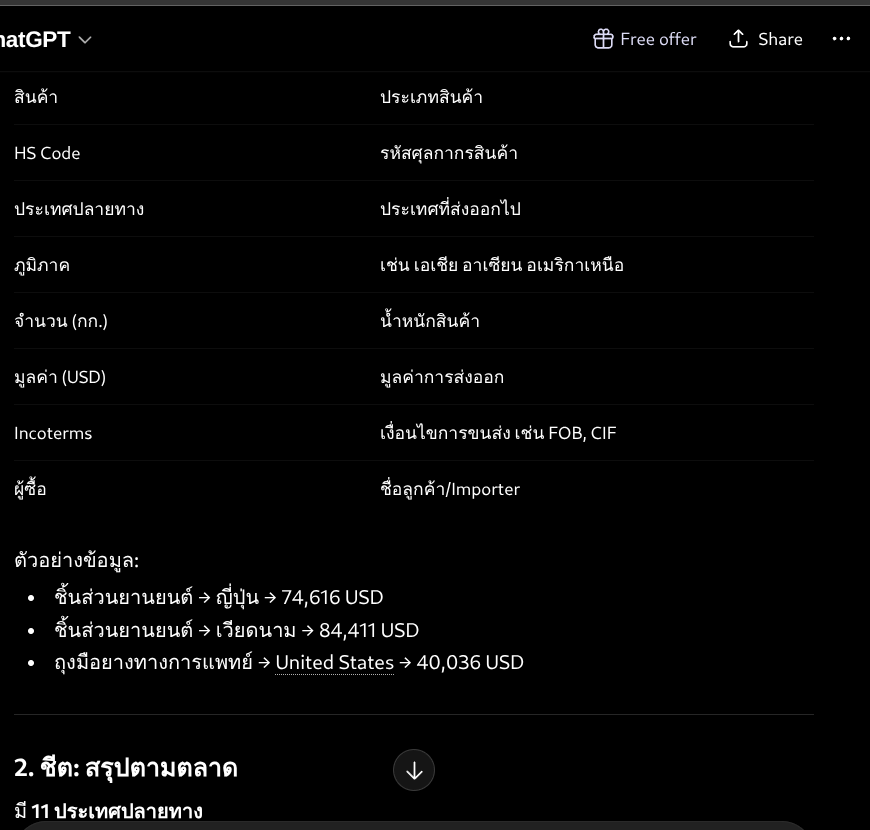 hatGPT Free offer Share
สินค้า ประเภทสินค้า
HS Code รหัสศุลกากรสินค้า
ประเทศปลายทาง ประเทศที่ส่งออกไป
ภูมิภาค เช่น เอเชีย อาเซียน อเมริกาเหนือ
จำนวน (กก.) น้ำหนักสินค้า
มูลค่า (USD) มูลค่าการส่งออก
Incoterms เงื่อนไขการขนส่ง เช่น FOB, CIF
ผู้ซื้อ ชื่อลูกค้า/Importer
ตัวอย่างข้อมูล:
• ชิ้นส่วนยานยนต์ → ญี่ปุ่น → 74,616 USD
• ชิ้นส่วนยานยนต์ → เวียดนาม → 84,411 USD
• ถุงมือยางทางการแพทย์ → United States → 40,036 USD
2. ชีต: สรุปตามตลาด
มี 11 ประเทศปลายทาง